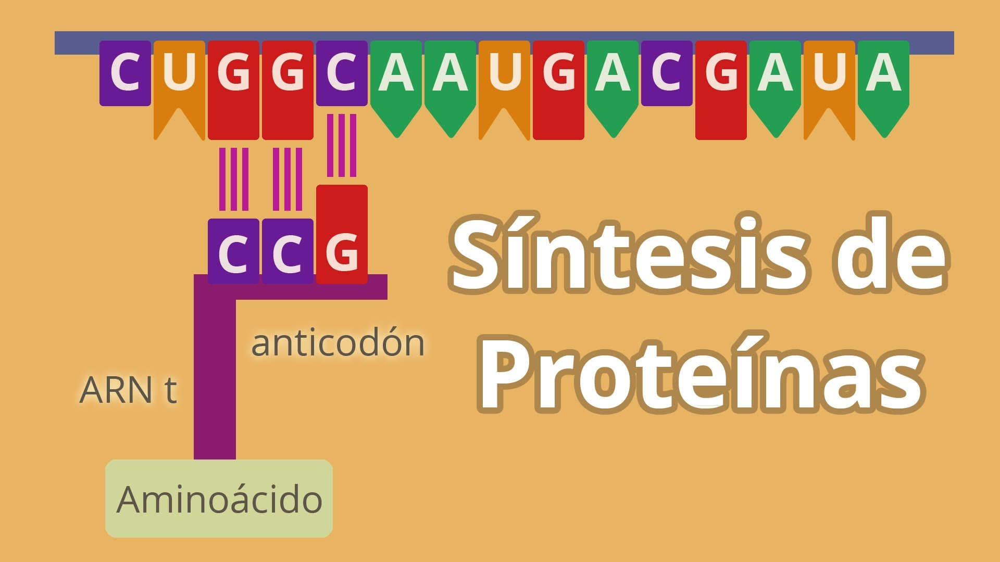 CUGGCAAUGACGAUA
CCG
Síntesis de
Proteínas
anticodón
ARN t
Aminoácido